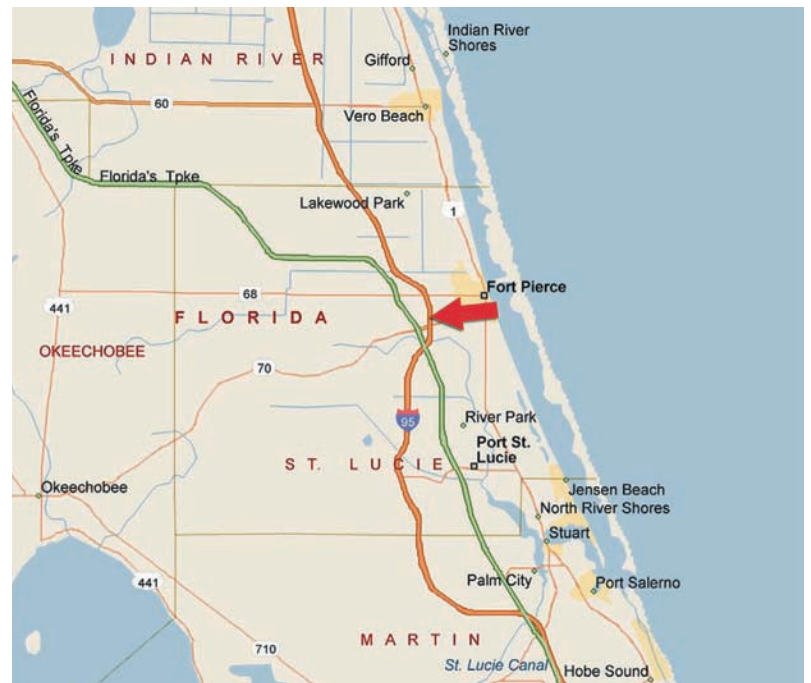 Indian River
Shores
INDIAN RIVER
Gifford
60
Vero Beach
Florida's Tpke
Florida's Tpke
Lakewood Park
1
68
Fort Pierce
441
FLORIDA
OKEECHOBEE
70
95
River Park
Port St.
Lucie
ST. LUCIE
Okeechobee
Jensen Beach
North River Shores
Stuart
441
Palm City
Port Salerno
MARTIN
710
St. Lucie Canal
Hobe Sound